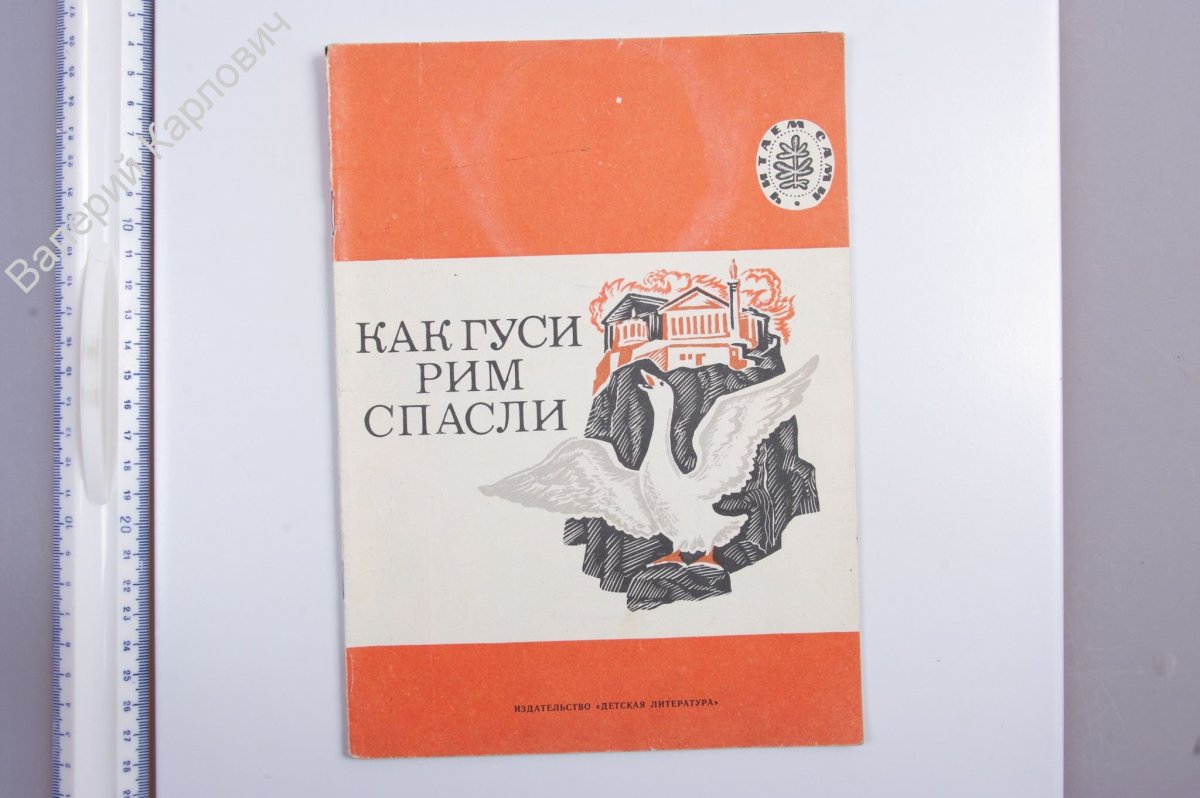 ЧИТАЕМ САМИ
КАК ГУСИ
РИМ
СПАСЛИ
ИЗДАТЕЛЬСТВО «ДЕТСКАЯ ЛИТЕРАТУРА»
Валерий Карлович